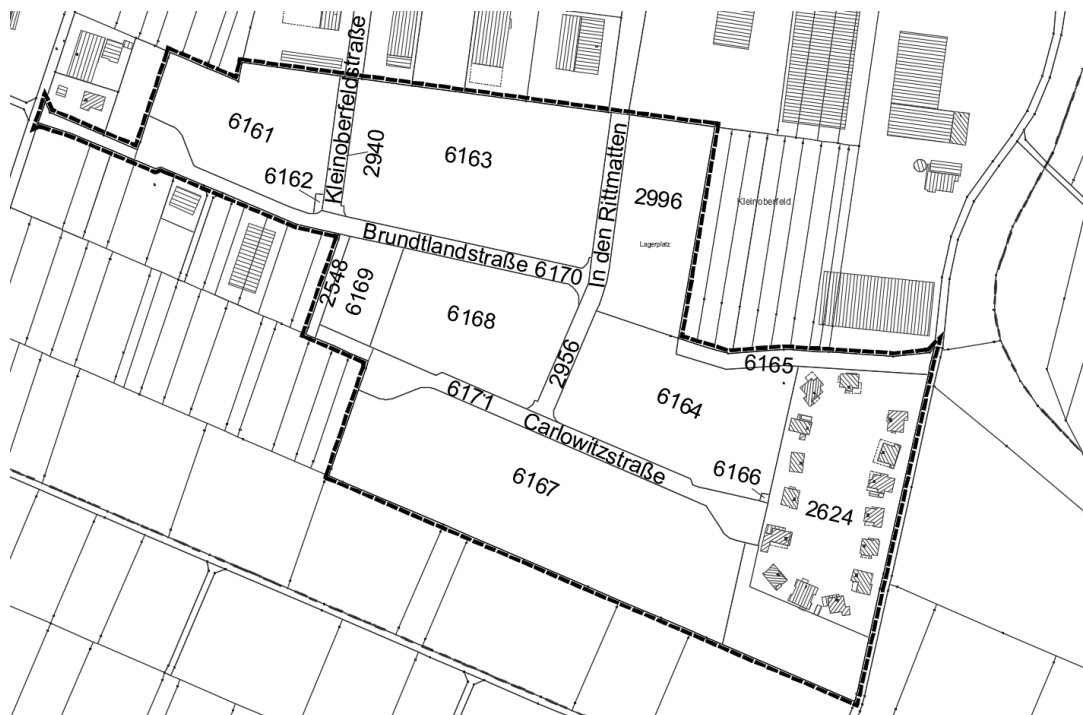 Kleinoberfeldstraße
6161
2940
6163
In den Rittmatten
6162
2996
Kleinoberfeld
Lagerplatz
Brundtlandstraße 6170
2548
6169
6168
2956
6165
6171
6164
Carlowitzstraße
6166
6167
2624